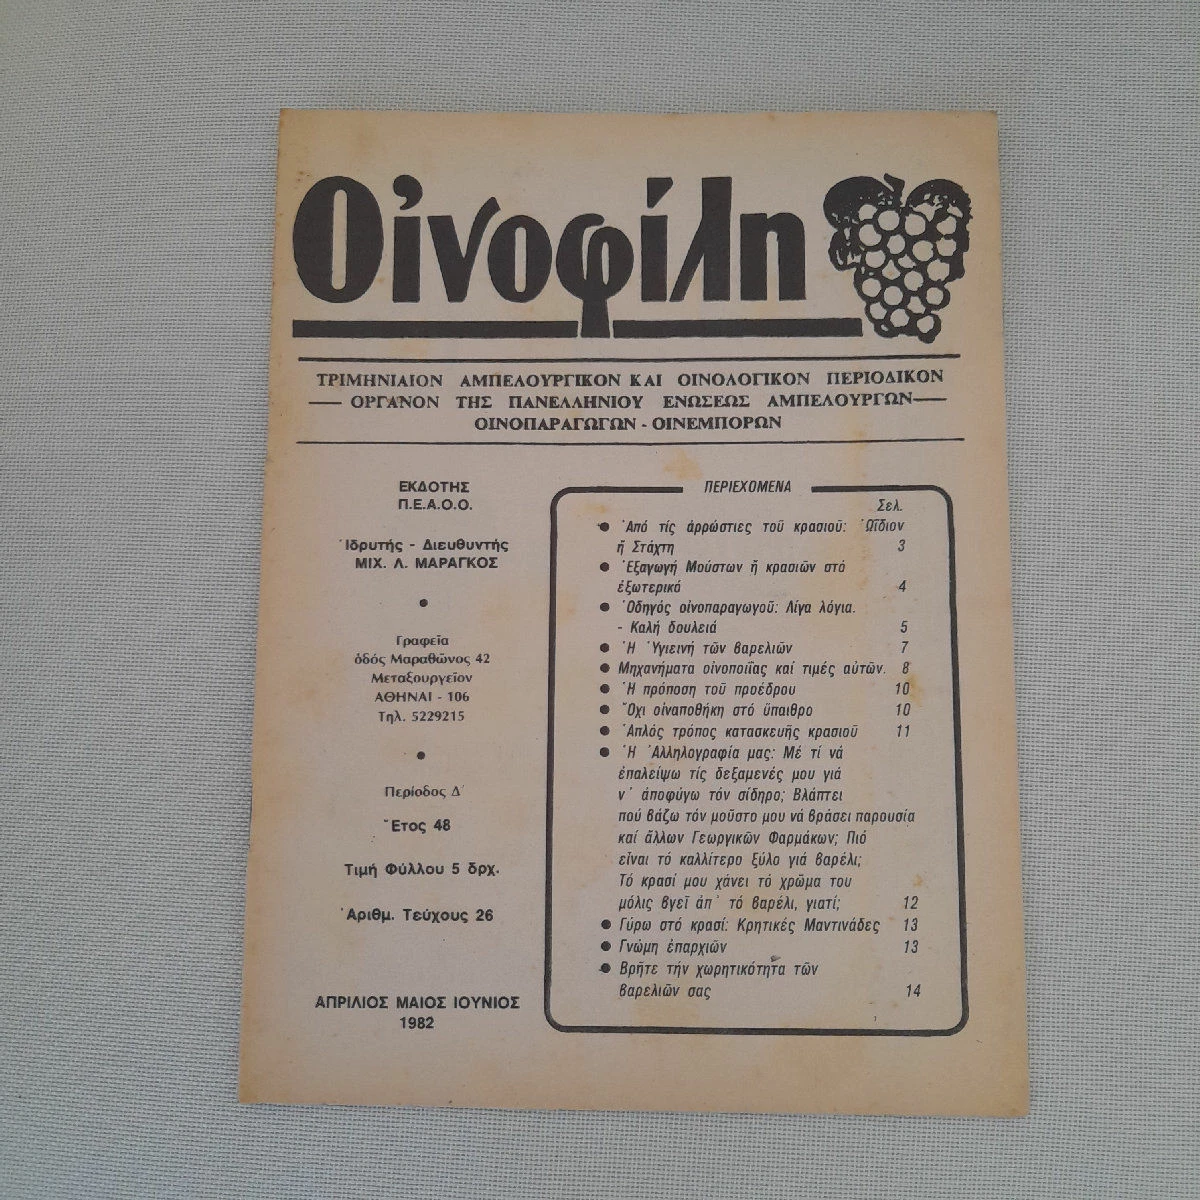 Οἰνοφίλη
ΤΡΙΜΗΝΙΑΙΟΝ ΑΜΠΕΛΟΥΡΓΙΚΟΝ ΚΑΙ ΟΙΝΟΛΟΓΙΚΟΝ ΠΕΡΙΟΔΙΚΟΝ
— ΟΡΓΑΝΟΝ ΤΗΣ ΠΑΝΕΛΛΗΝΙΟΥ ΕΝΩΣΕΩΣ ΑΜΠΕΛΟΥΡΓΩΝ —
ΟΙΝΟΠΑΡΑΓΩΓΩΝ - ΟΙΝΕΜΠΟΡΩΝ
ΕΚΔΟΤΗΣ
Π.Ε.Α.Ο.Ο.
Ἱδρυτής - Διευθυντής
ΜΙΧ. Λ. ΜΑΡΑΓΚΟΣ
●
Γραφεῖα
ὁδός Μαραθῶνος 42
Μεταξουργεῖον
ΑΘΗΝΑΙ - 106
Τηλ. 5229215
●
Περίοδος Δ΄
Ἔτος 48
Τιμή Φύλλου 5 δρχ.
Ἀριθμ. Τεύχους 26
ΑΠΡΙΛΙΟΣ ΜΑΙΟΣ ΙΟΥΝΙΟΣ
1982
ΠΕΡΙΕΧΟΜΕΝΑ
Σελ.
● Ἀπό τίς ἀρρώστιες τοῦ κρασιοῦ: Ὠΐδιον
ἤ Στάχτη 3
● Ἐξαγωγή Μούστων ἤ κρασιῶν στό
ἐξωτερικό 4
● Ὁδηγός οἰνοπαραγωγοῦ: Λίγα λόγια.
- Καλή δουλειά 5
● Ἡ Ὑγιεινή τῶν βαρελιῶν 7
● Μηχανήματα οἰνοποιΐας καί τιμές αὐτῶν. 8
● Ἡ πρόποση τοῦ προέδρου 10
● Ὄχι οἰναποθήκη στό ὕπαιθρο 10
● Ἁπλός τρόπος κατασκευῆς κρασιοῦ 11
● Ἡ Ἀλληλογραφία μας: Μέ τί νά
ἐπαλείψω τίς δεξαμενές μου γιά
ν᾿ ἀποφύγω τόν σίδηρο; Βλάπτει
πού βάζω τόν μοῦστο μου νά βράσει παρουσία
καί ἄλλων Γεωργικῶν Φαρμάκων; Πιό
εἶναι τό καλλίτερο ξύλο γιά βαρέλι;
Τό κρασί μου χάνει τό χρῶμα του
μόλις βγεῖ ἀπ᾿ τό βαρέλι, γιατί; 12
● Γύρω στό κρασί: Κρητικές Μαντινάδες 13
● Γνώμη ἐπαρχιῶν 13
● Βρῆτε τήν χωρητικότητα τῶν
βαρελιῶν σας 14